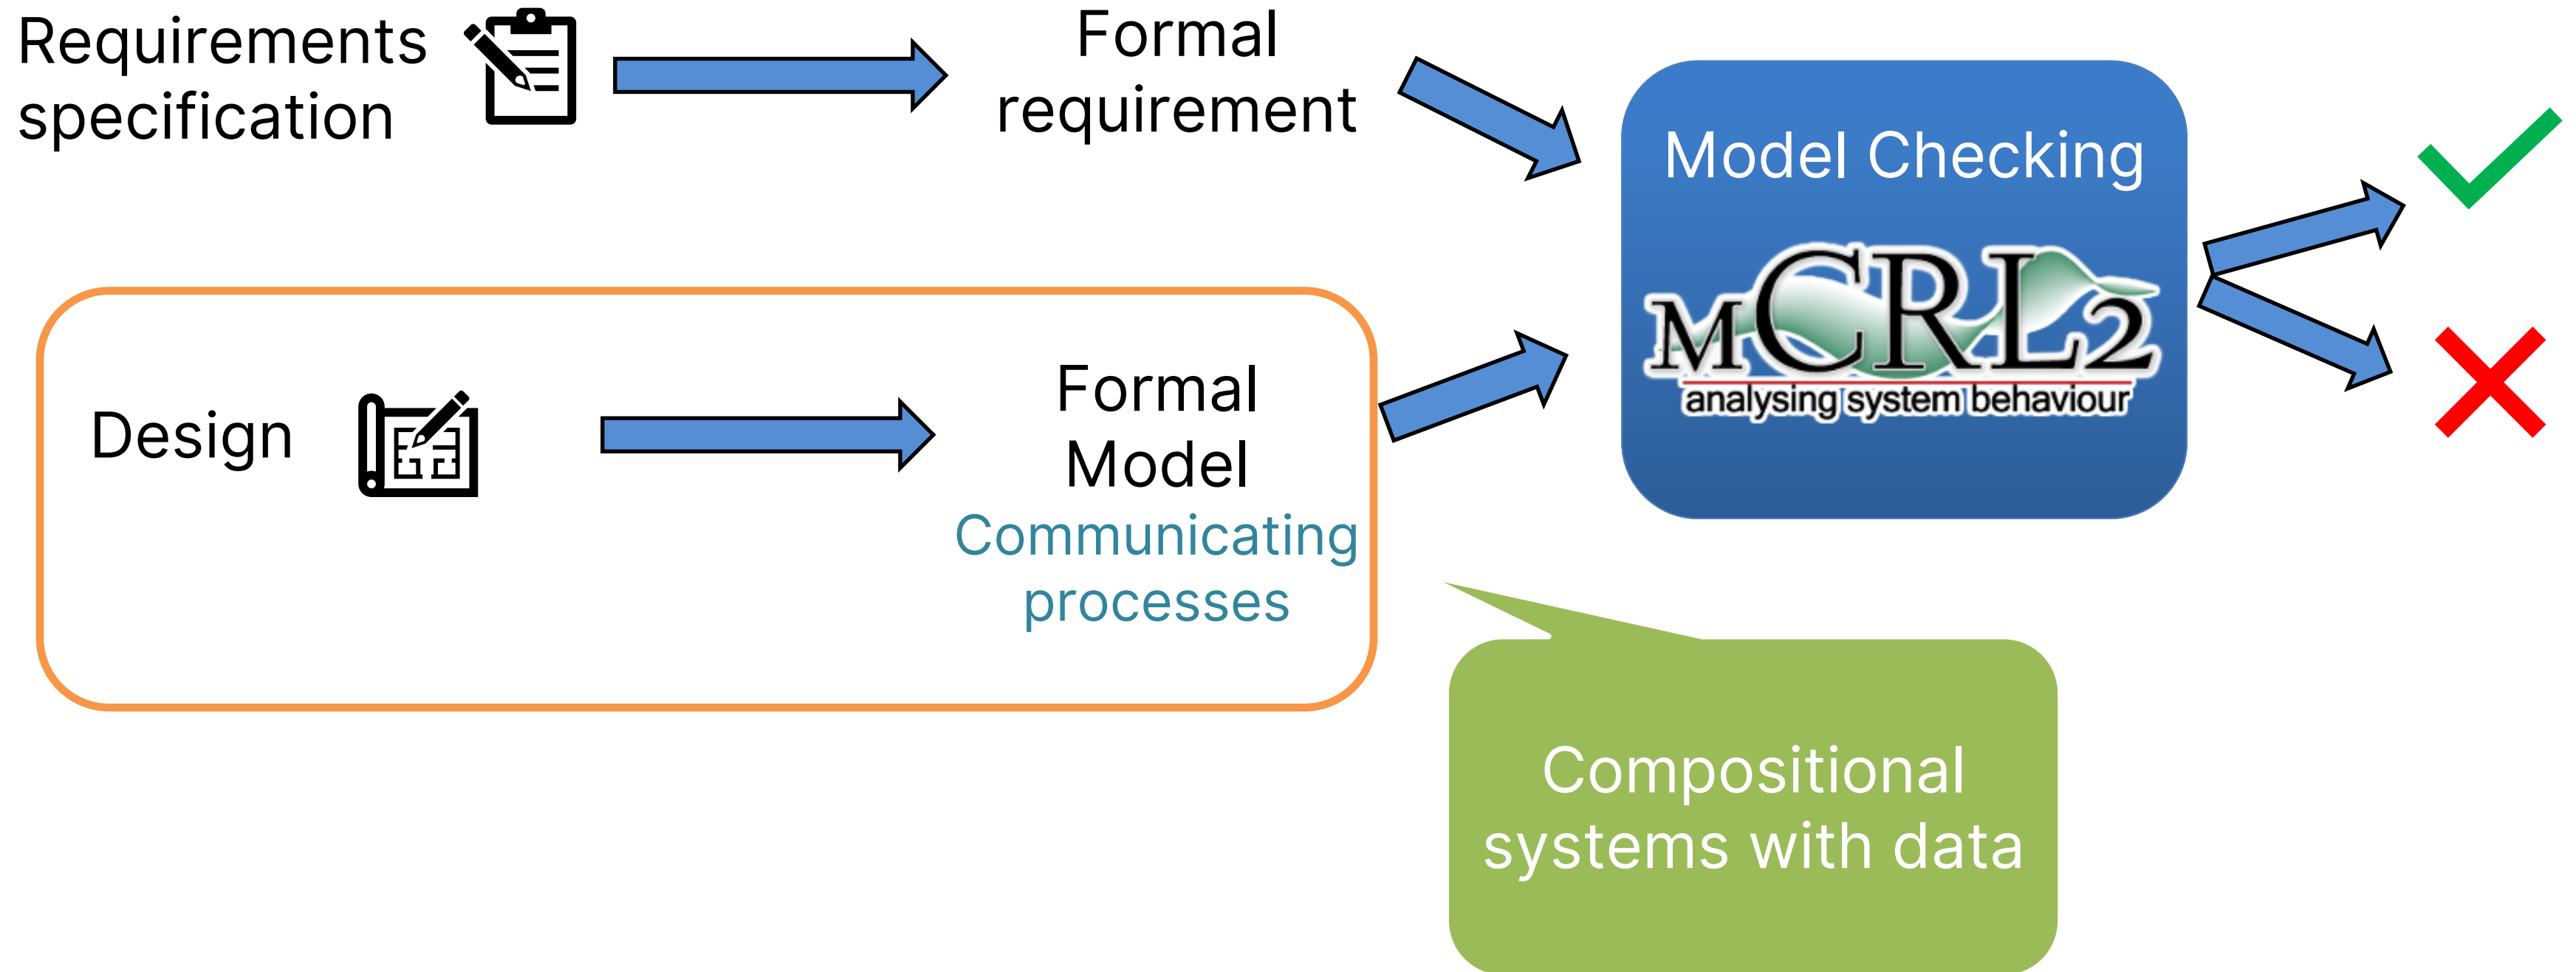 Requirements
specification
Formal
requirement
Model Checking
mCRL2
analysing system behaviour
Design
Formal
Model
Communicating
processes
Compositional
systems with data